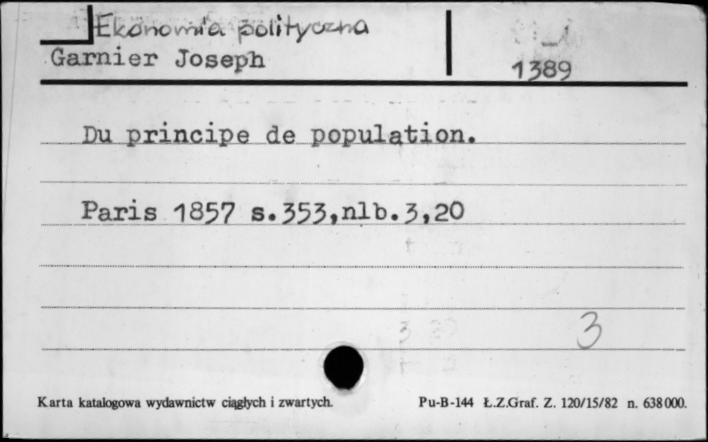 Ekonomia polityczna
Garnier Joseph
1389
Du principe de population.
Paris 1857 s.353,nlb.3,20
3
Karta katalogowa wydawnictw ciągłych i zwartych. Pu-B-144 Ł.Z.Graf. Z. 120/15/82 n. 638000.